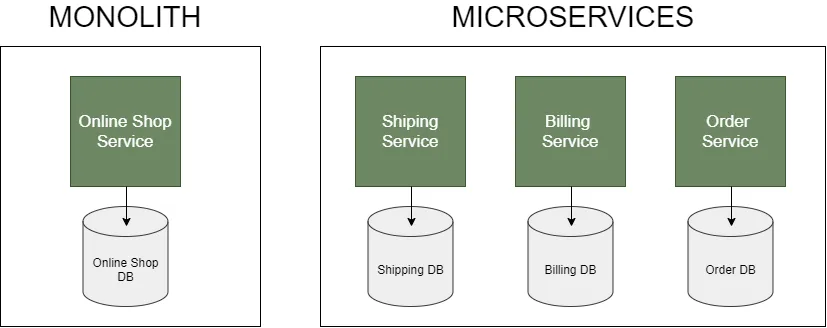 MONOLITH
MICROSERVICES
Online Shop
Service
Shiping
Service
Billing
Service
Order
Service
Online Shop
DB
Shipping DB
Billing DB
Order DB